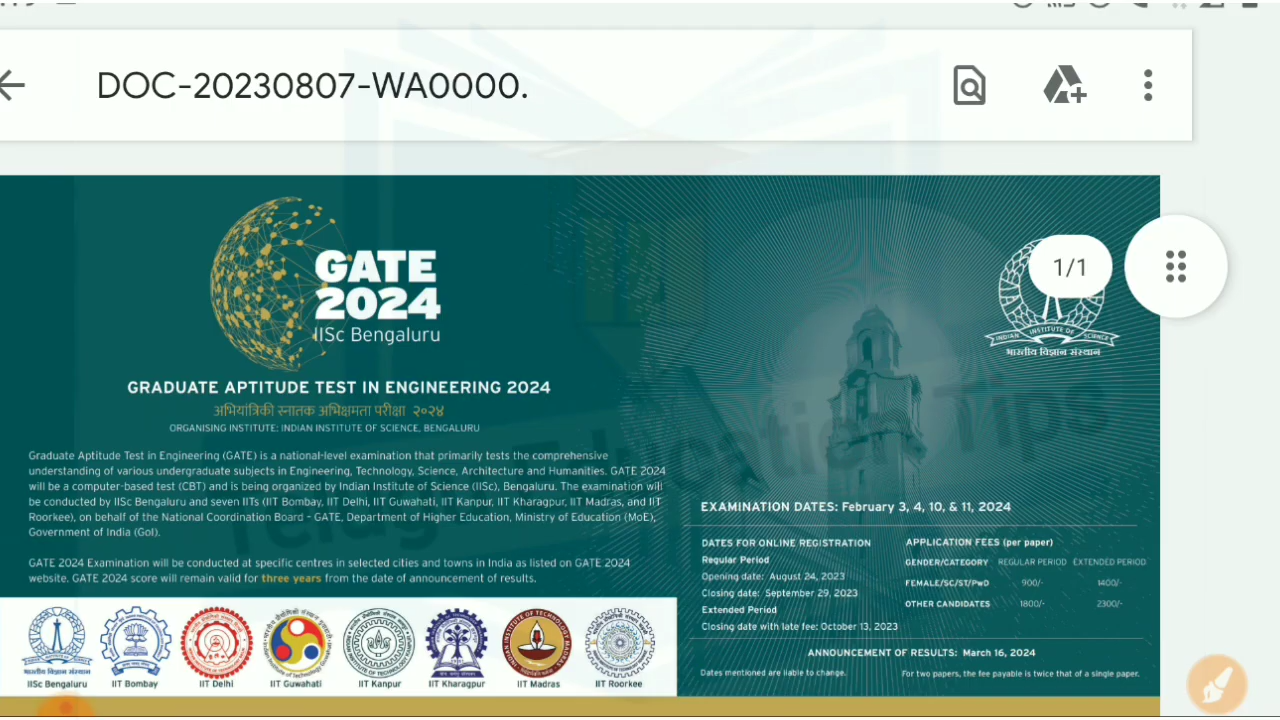 DOC-20230807-WA0000.
1/1
GATE
2024
IISc Bengaluru
INDIAN INSTITUTE OF SCIENCE
भारतीय विज्ञान संस्थान
GRADUATE APTITUDE TEST IN ENGINEERING 2024
अभियांत्रिकी स्नातक अभिक्षमता परीक्षा २०२४
ORGANISING INSTITUTE: INDIAN INSTITUTE OF SCIENCE, BENGALURU
Graduate Aptitude Test in Engineering (GATE) is a national-level examination that primarily tests the comprehensive
understanding of various undergraduate subjects in Engineering, Technology, Science, Architecture and Humanities. GATE 2024
will be a computer-based test (CBT) and is being organized by Indian Institute of Science (IISc), Bengaluru. The examination will
be conducted by IISc Bengaluru and seven IITs (IIT Bombay, IIT Delhi, IIT Guwahati, IIT Kanpur, IIT Kharagpur, IIT Madras, and IIT
Roorkee), on behalf of the National Coordination Board – GATE, Department of Higher Education, Ministry of Education (MoE),
Government of India (GoI).
GATE 2024 Examination will be conducted at specific centres in selected cities and towns in India as listed on GATE 2024
website. GATE 2024 score will remain valid for three years from the date of announcement of results.
EXAMINATION DATES: February 3, 4, 10, & 11, 2024
DATES FOR ONLINE REGISTRATION
Regular Period
Opening date: August 24, 2023
Closing date: September 29, 2023
Extended Period
Closing date with late fee: October 13, 2023
APPLICATION FEES (per paper)
GENDER/CATEGORY REGULAR PERIOD EXTENDED PERIOD
FEMALE/SC/ST/PwD 900/- 1400/-
OTHER CANDIDATES 1800/- 2300/-
ANNOUNCEMENT OF RESULTS: March 16, 2024
Dates mentioned are liable to change.
For two papers, the fee payable is twice that of a single paper.
भारतीय विज्ञान संस्थान
IISc Bengaluru
IIT Bombay
IIT Delhi
IIT Guwahati
IIT Kanpur
IIT Kharagpur
IIT Madras
IIT Roorkee
Education Tips